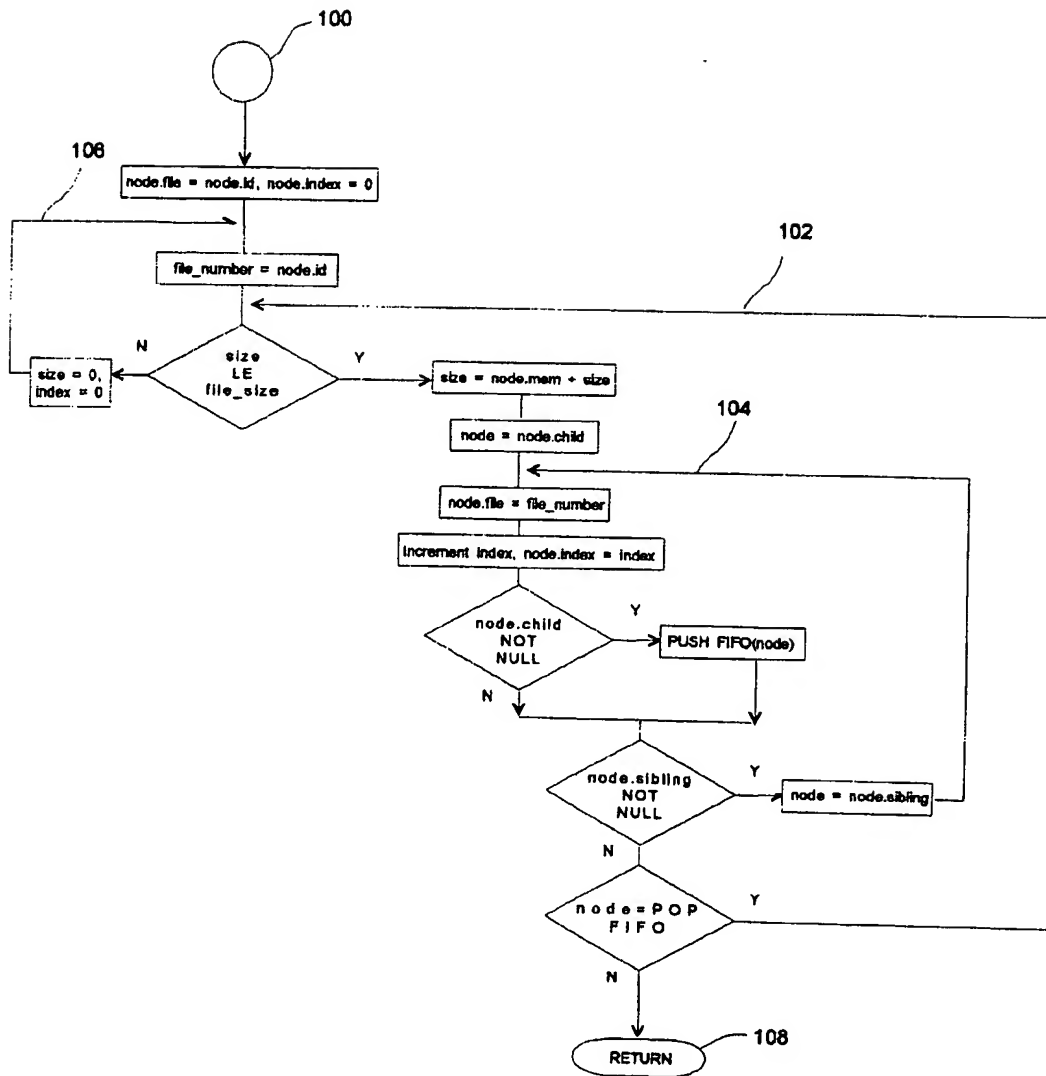 100
106
node.file = node.id, node.index = 0
102
file_number = node.id
N
size
LE
file_size
Y
size = 0,
index = 0
size = node.mem + size
104
node = node.child
node.file = file_number
Increment index, node.index = index
node.child
NOT
NULL
Y
PUSH FIFO(node)
N
node.sibling
NOT
NULL
Y
node = node.sibling
N
node=POP
FIFO
Y
N
108
RETURN